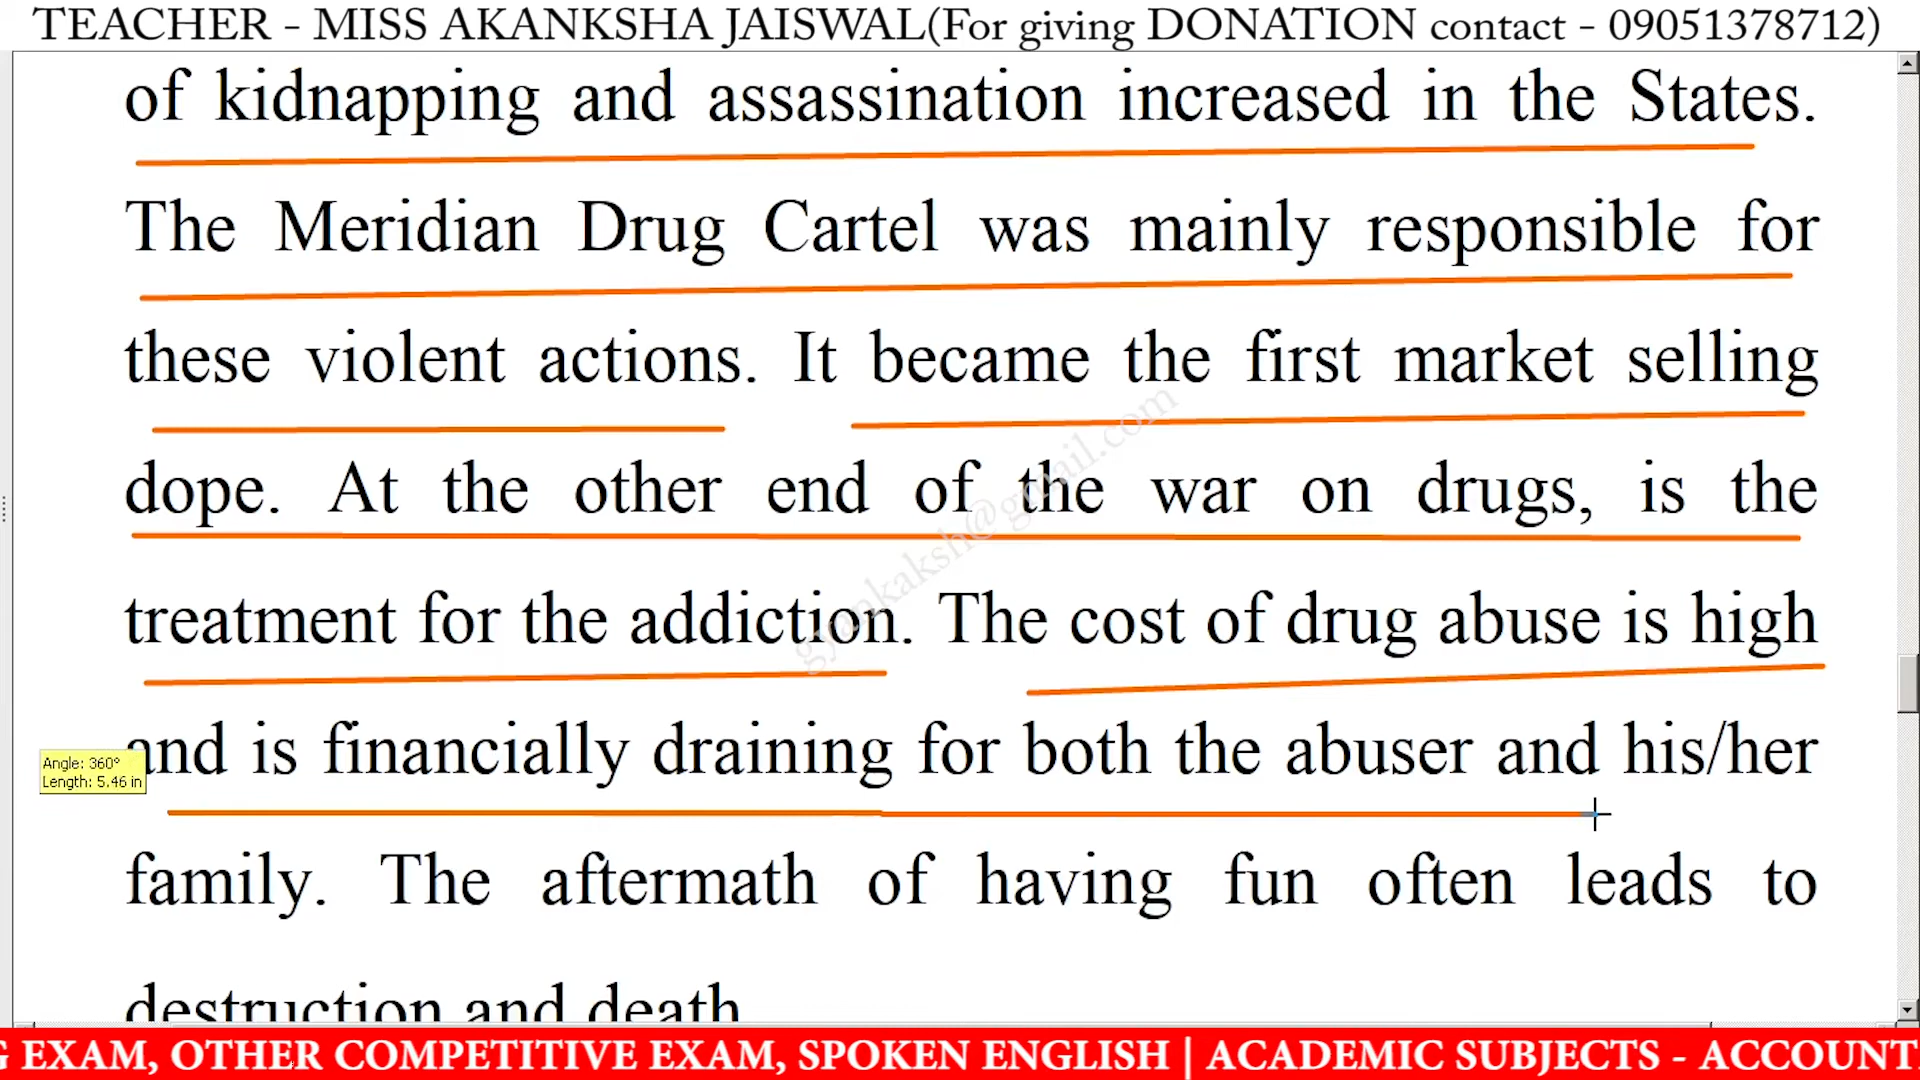 TEACHER - MISS AKANKSHA JAISWAL(For giving DONATION contact - 09051378712)
of kidnapping and assassination increased in the States.
The Meridian Drug Cartel was mainly responsible for
these violent actions. It became the first market selling
dope. At the other end of the war on drugs, is the
treatment for the addiction. The cost of drug abuse is high
and is financially draining for both the abuser and his/her
family. The aftermath of having fun often leads to
destruction and death
gyankaksh@gmail.com
Angle: 360°
Length: 5.46 in
G EXAM, OTHER COMPETITIVE EXAM, SPOKEN ENGLISH | ACADEMIC SUBJECTS - ACCOUNT